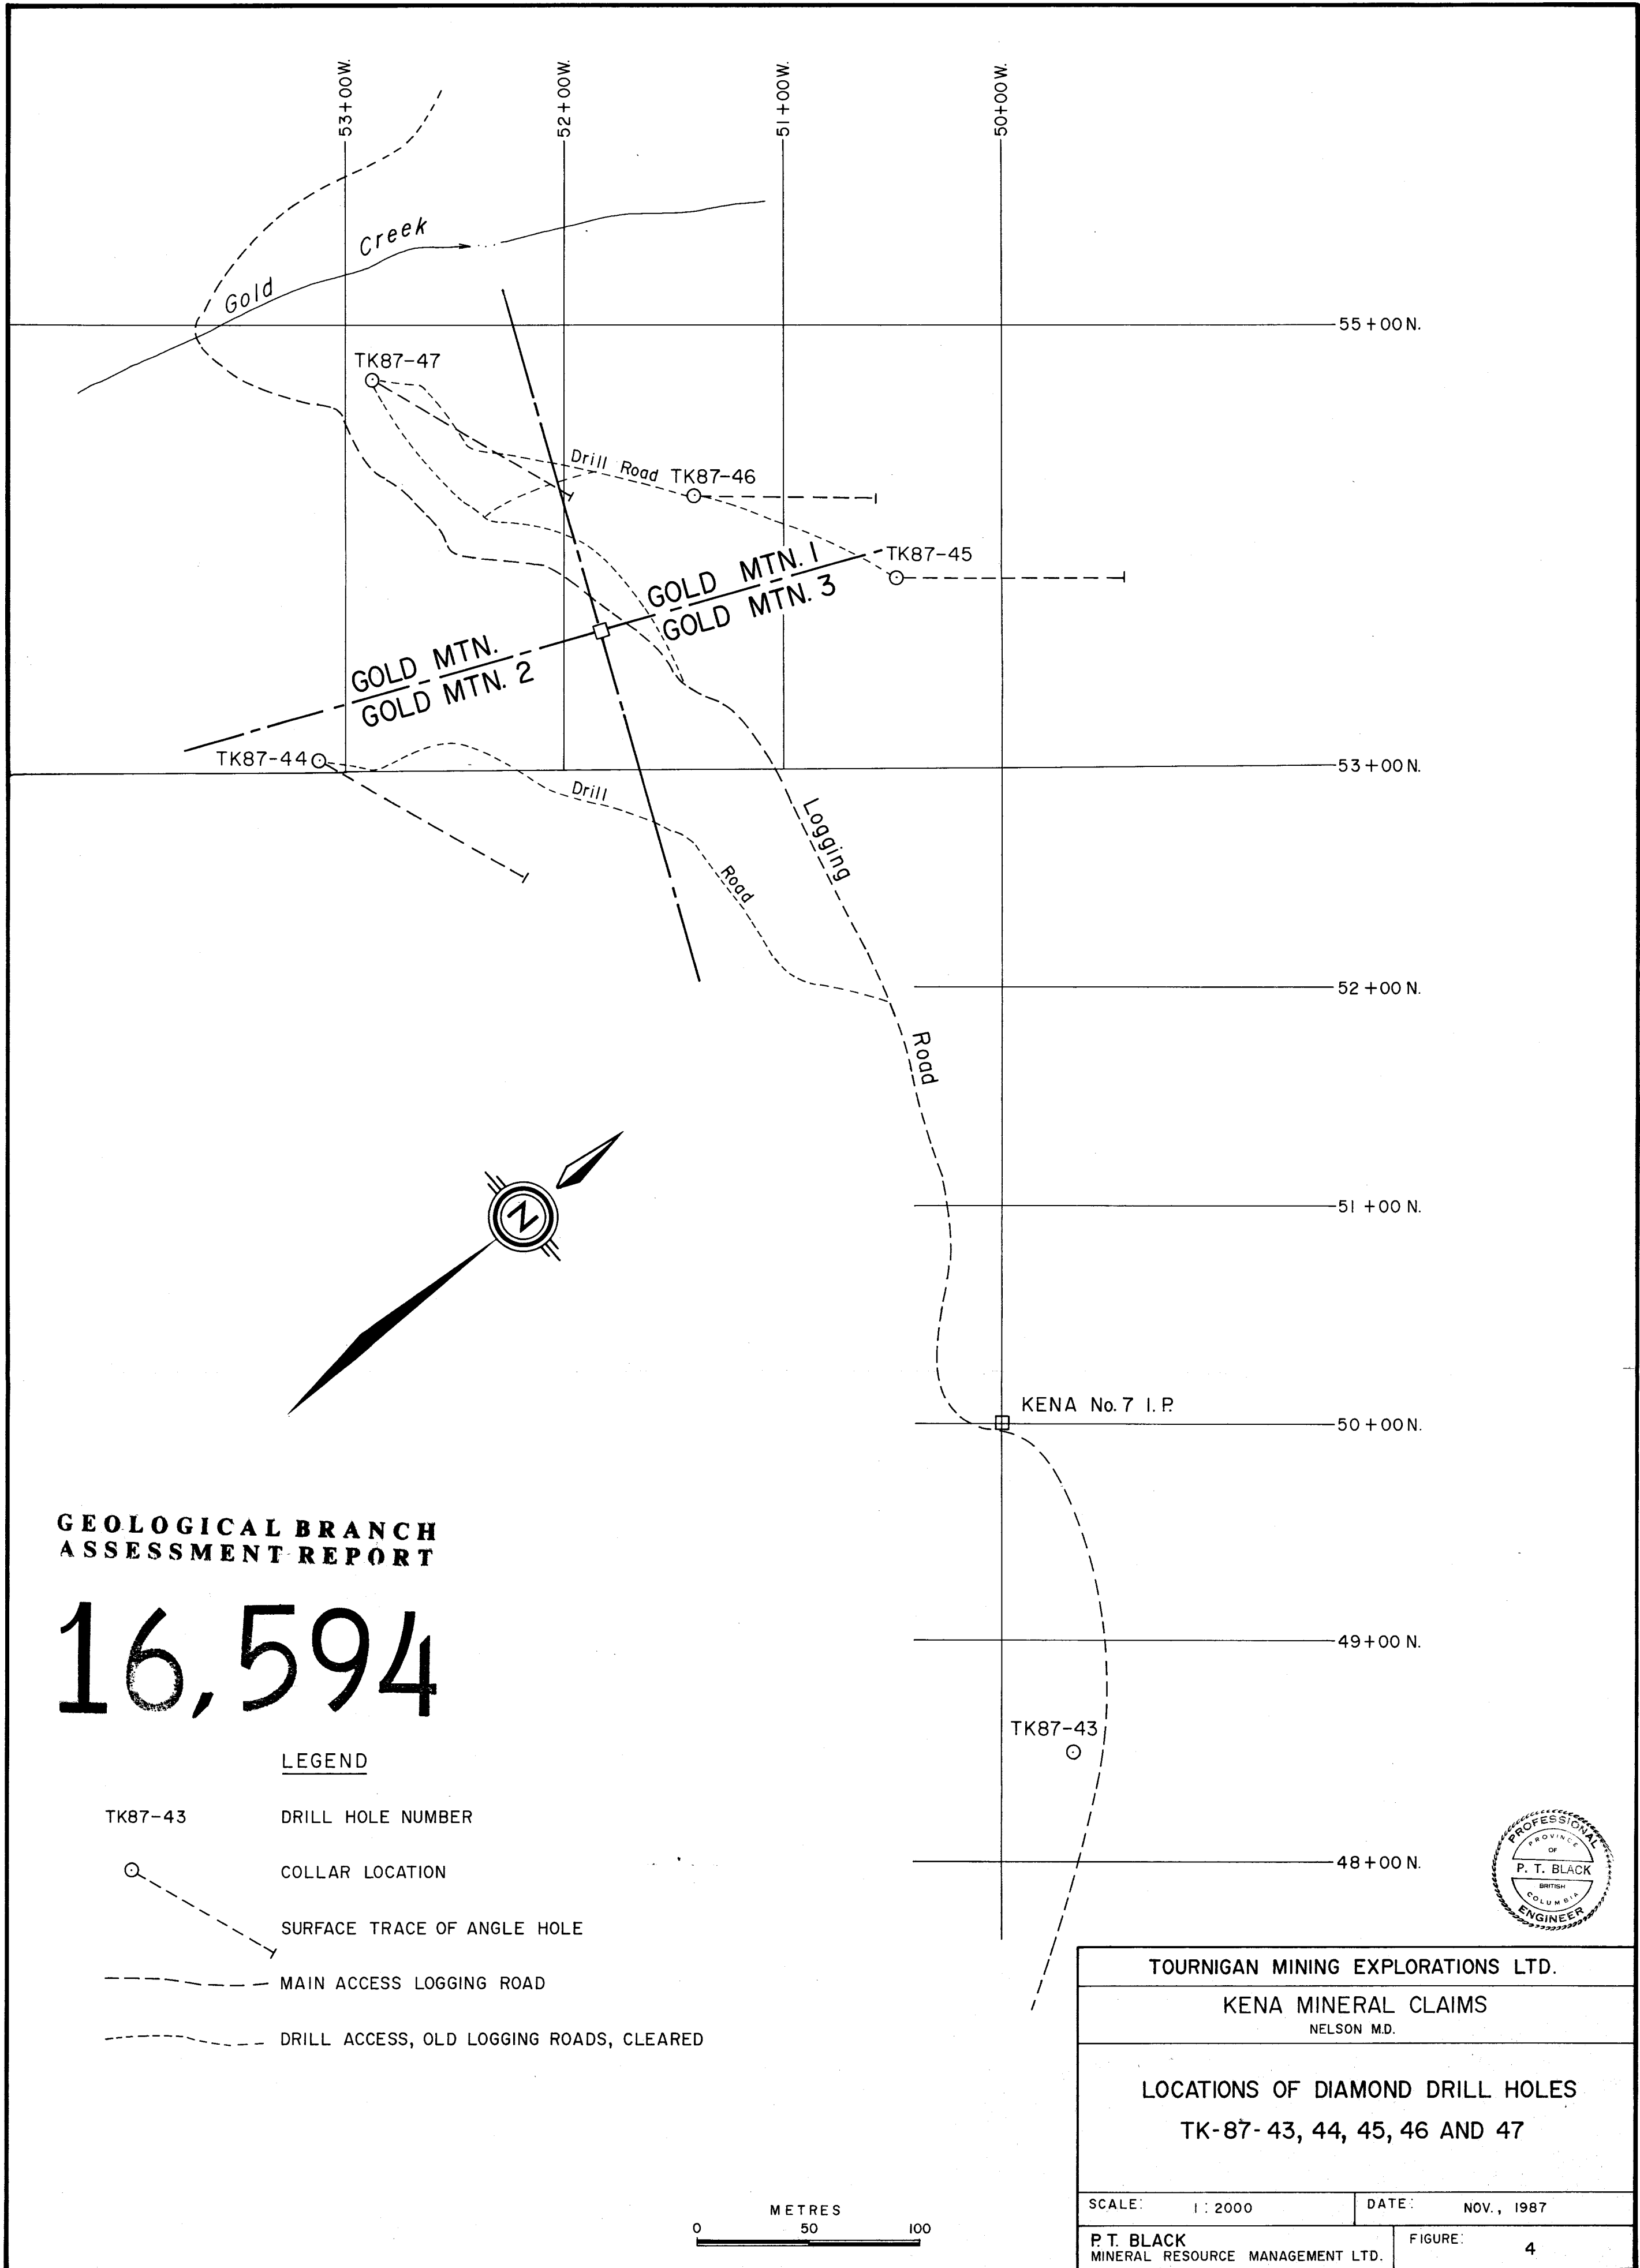 53+00W.
52+00W.
51+00W.
50+00W.
Gold Creek
55+00N.
TK87-47
Drill Road
TK87-46
TK87-45
GOLD MTN. 1
GOLD MTN. 3
GOLD MTN.
GOLD MTN. 2
TK87-44
53+00N.
Drill Road
Logging Road
52+00N.
N
51+00N.
KENA No. 7 I.P.
50+00N.
GEOLOGICAL BRANCH
ASSESSMENT REPORT
16,594
49+00N.
TK87-43
LEGEND
TK87-43 DRILL HOLE NUMBER
COLLAR LOCATION
SURFACE TRACE OF ANGLE HOLE
MAIN ACCESS LOGGING ROAD
DRILL ACCESS, OLD LOGGING ROADS, CLEARED
48+00N.
PROFESSIONAL
PROVINCE
OF
P. T. BLACK
BRITISH
COLUMBIA
ENGINEER
TOURNIGAN MINING EXPLORATIONS LTD.
KENA MINERAL CLAIMS
NELSON M.D.
LOCATIONS OF DIAMOND DRILL HOLES
TK-87-43, 44, 45, 46 AND 47
SCALE: 1:2000
DATE: NOV., 1987
P. T. BLACK
MINERAL RESOURCE MANAGEMENT LTD.
FIGURE: 4
METRES
0 50 100